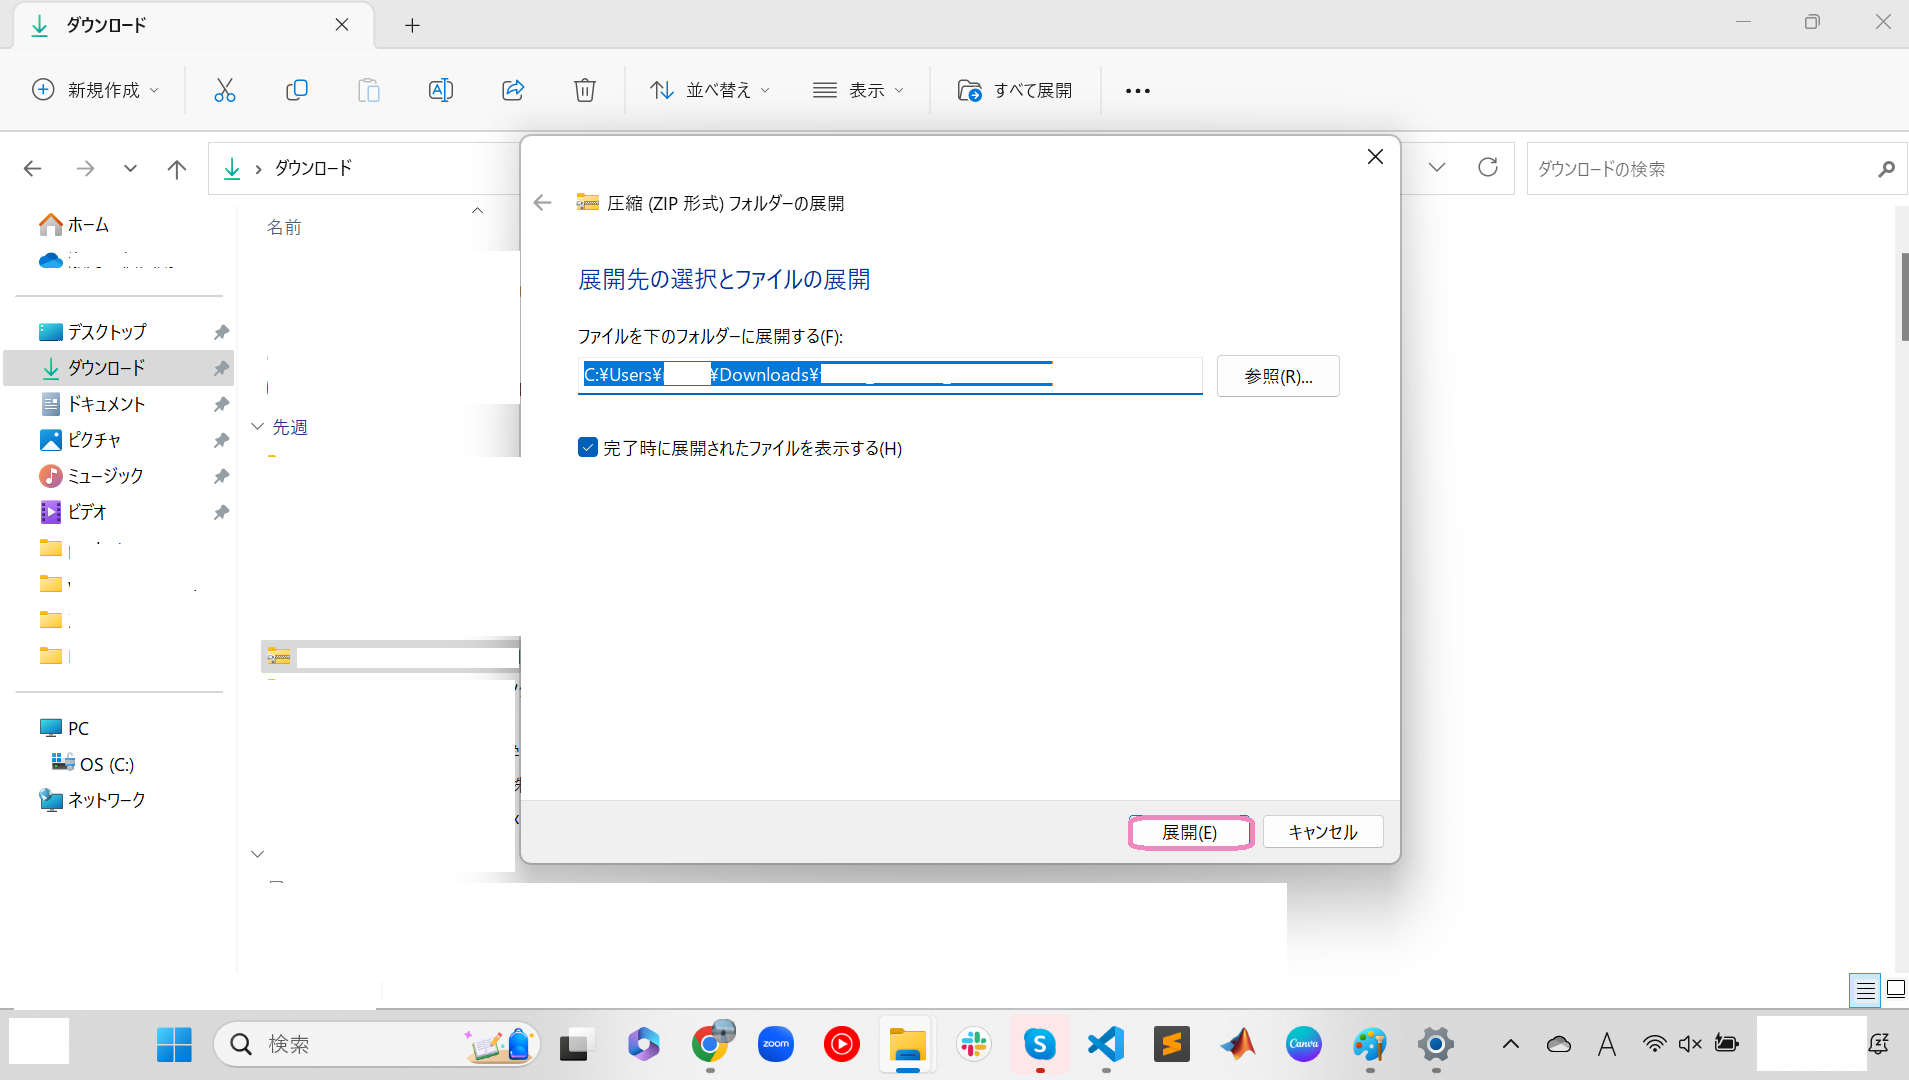 ダウンロード
新規作成
並べ替え
表示
すべて展開
ダウンロード
ダウンロードの検索
ホーム
名前
圧縮 (ZIP 形式) フォルダーの展開
展開先の選択とファイルの展開
ファイルを下のフォルダーに展開する(F):
C:¥Users¥
¥Downloads¥
参照(R)...
完了時に展開されたファイルを表示する(H)
デスクトップ
ダウンロード
ドキュメント
先週
ピクチャ
ミュージック
ビデオ
PC
OS (C:)
ネットワーク
展開(E)
キャンセル
検索
zoom
Canva
A